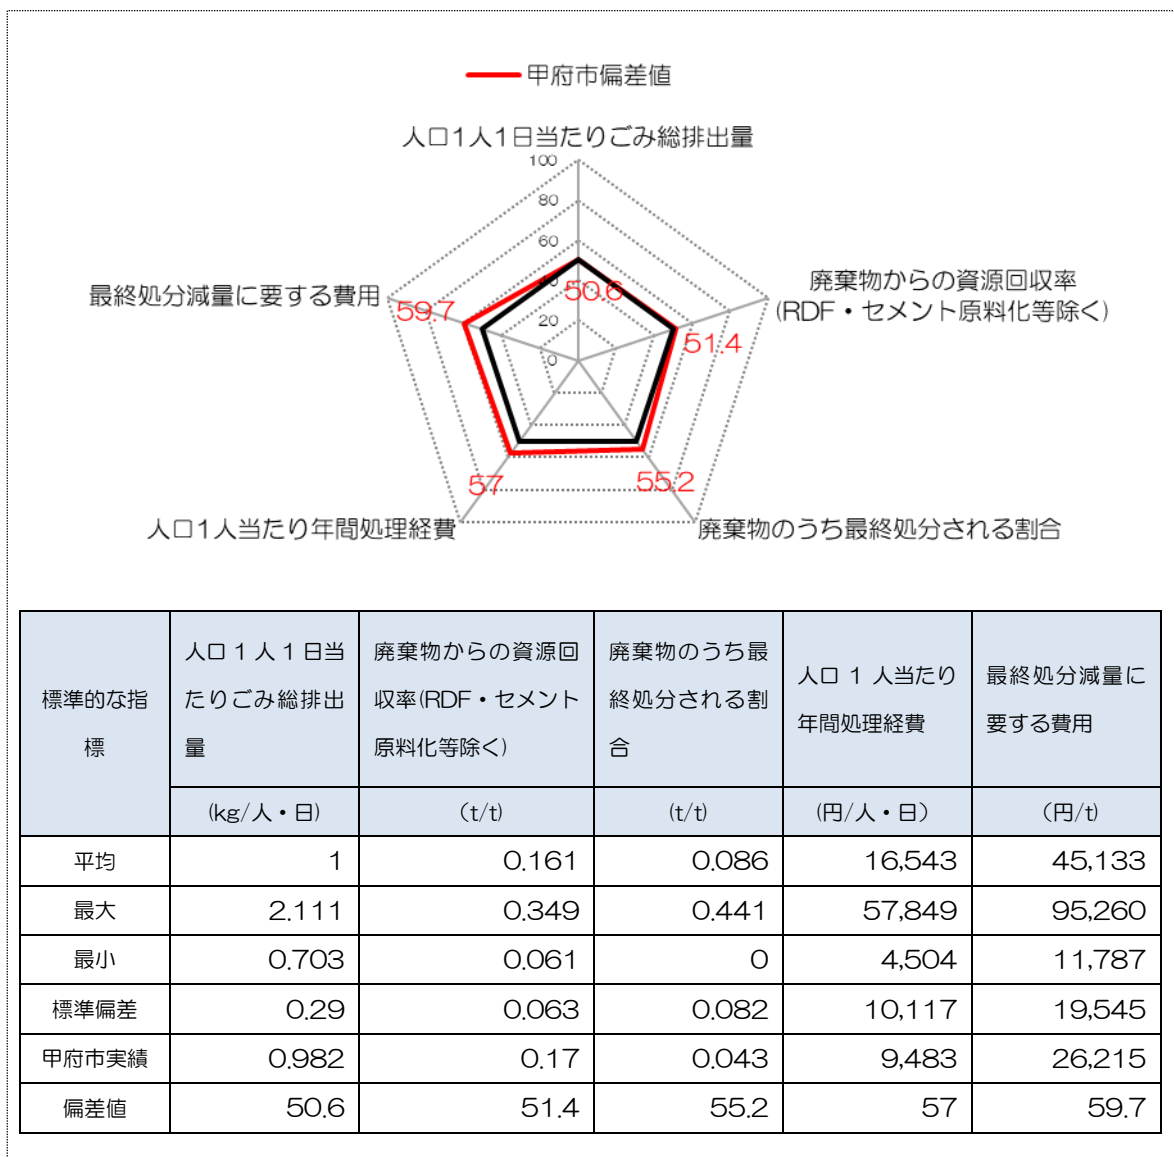 甲府市偏差値
人口1人1日当たりごみ総排出量
100
80
60
40
20
0
50.6
廃棄物からの資源回収率
(RDF・セメント原料化等除く)
51.4
55.2
廃棄物のうち最終処分される割合
57
人口1人当たり年間処理経費
最終処分減量に要する費用
59.7
標準的な指
標
人口 1 人 1 日当
たりごみ総排出
量
廃棄物からの資源回
収率(RDF・セメント
原料化等除く)
廃棄物のうち最
終処分される割
合
人口 1 人当たり
年間処理経費
最終処分減量に
要する費用
(kg/人・日) (t/t) (t/t) (円/人・日) (円/t)
平均 1 0.161 0.086 16,543 45,133
最大 2.111 0.349 0.441 57,849 95,260
最小 0.703 0.061 0 4,504 11,787
標準偏差 0.29 0.063 0.082 10,117 19,545
甲府市実績 0.982 0.17 0.043 9,483 26,215
偏差値 50.6 51.4 55.2 57 59.7